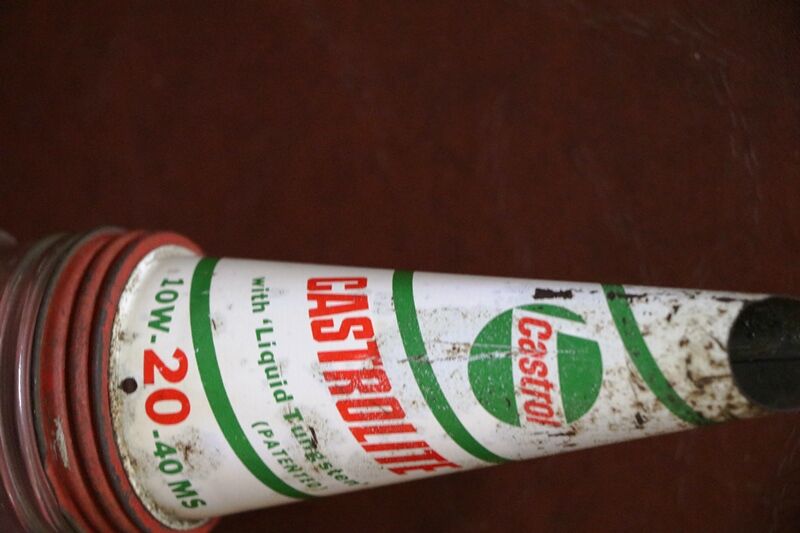 Castrol
CASTROLITE
with 'Liquid Tungsten'
(PATENTED)
10W-20-40 MS